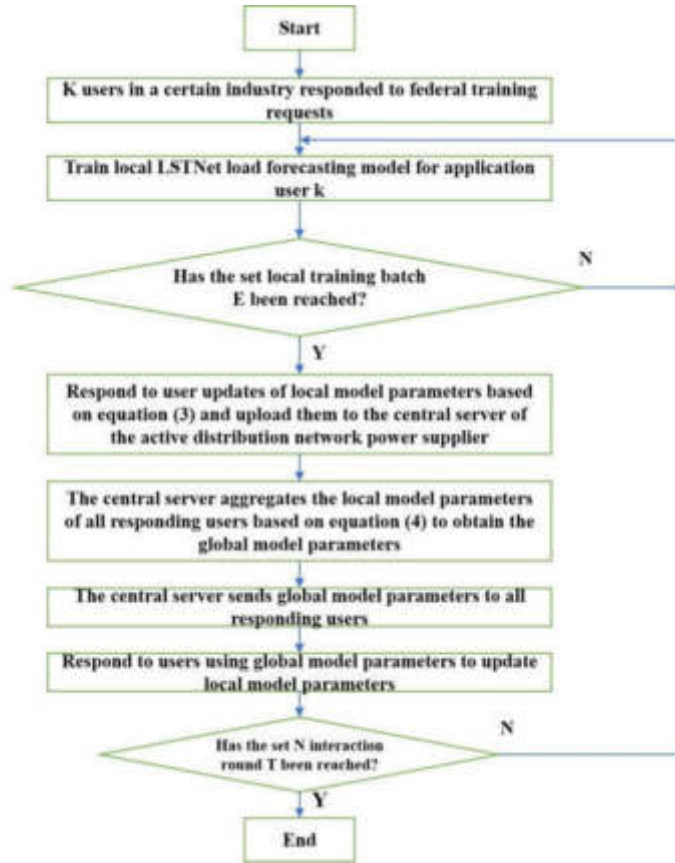 Start
K users in a certain industry responded to federal training
requests
Train local LSTNet load forecasting model for application
user k
Has the set local training batch
E been reached?
N
Y
Respond to user updates of local model parameters based
on equation (3) and upload them to the central server of
the active distribution network power supplier
The central server aggregates the local model parameters
of all responding users based on equation (4) to obtain the
global model parameters
The central server sends global model parameters to all
responding users
Respond to users using global model parameters to update
local model parameters
Has the set N interaction
round T been reached?
N
Y
End